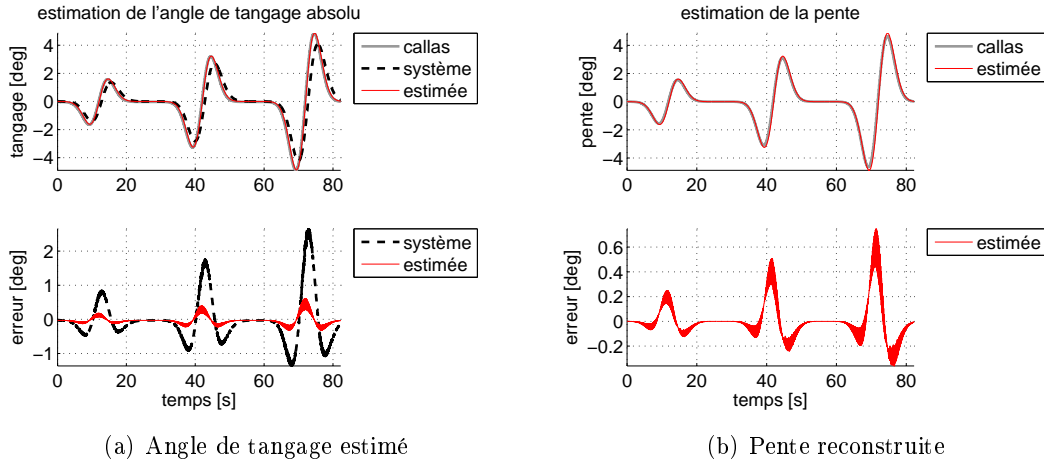 estimation de l'angle de tangage absolu
tangage [deg]
4
2
0
−2
−4
0 20 40 60 80
callas
système
estimée
erreur [deg]
2
1
0
−1
0 20 40 60 80
temps [s]
système
estimée
(a) Angle de tangage estimé
estimation de la pente
pente [deg]
4
2
0
−2
−4
0 20 40 60 80
callas
estimée
erreur [deg]
0.6
0.4
0.2
0
−0.2
0 20 40 60 80
temps [s]
estimée
(b) Pente reconstruite